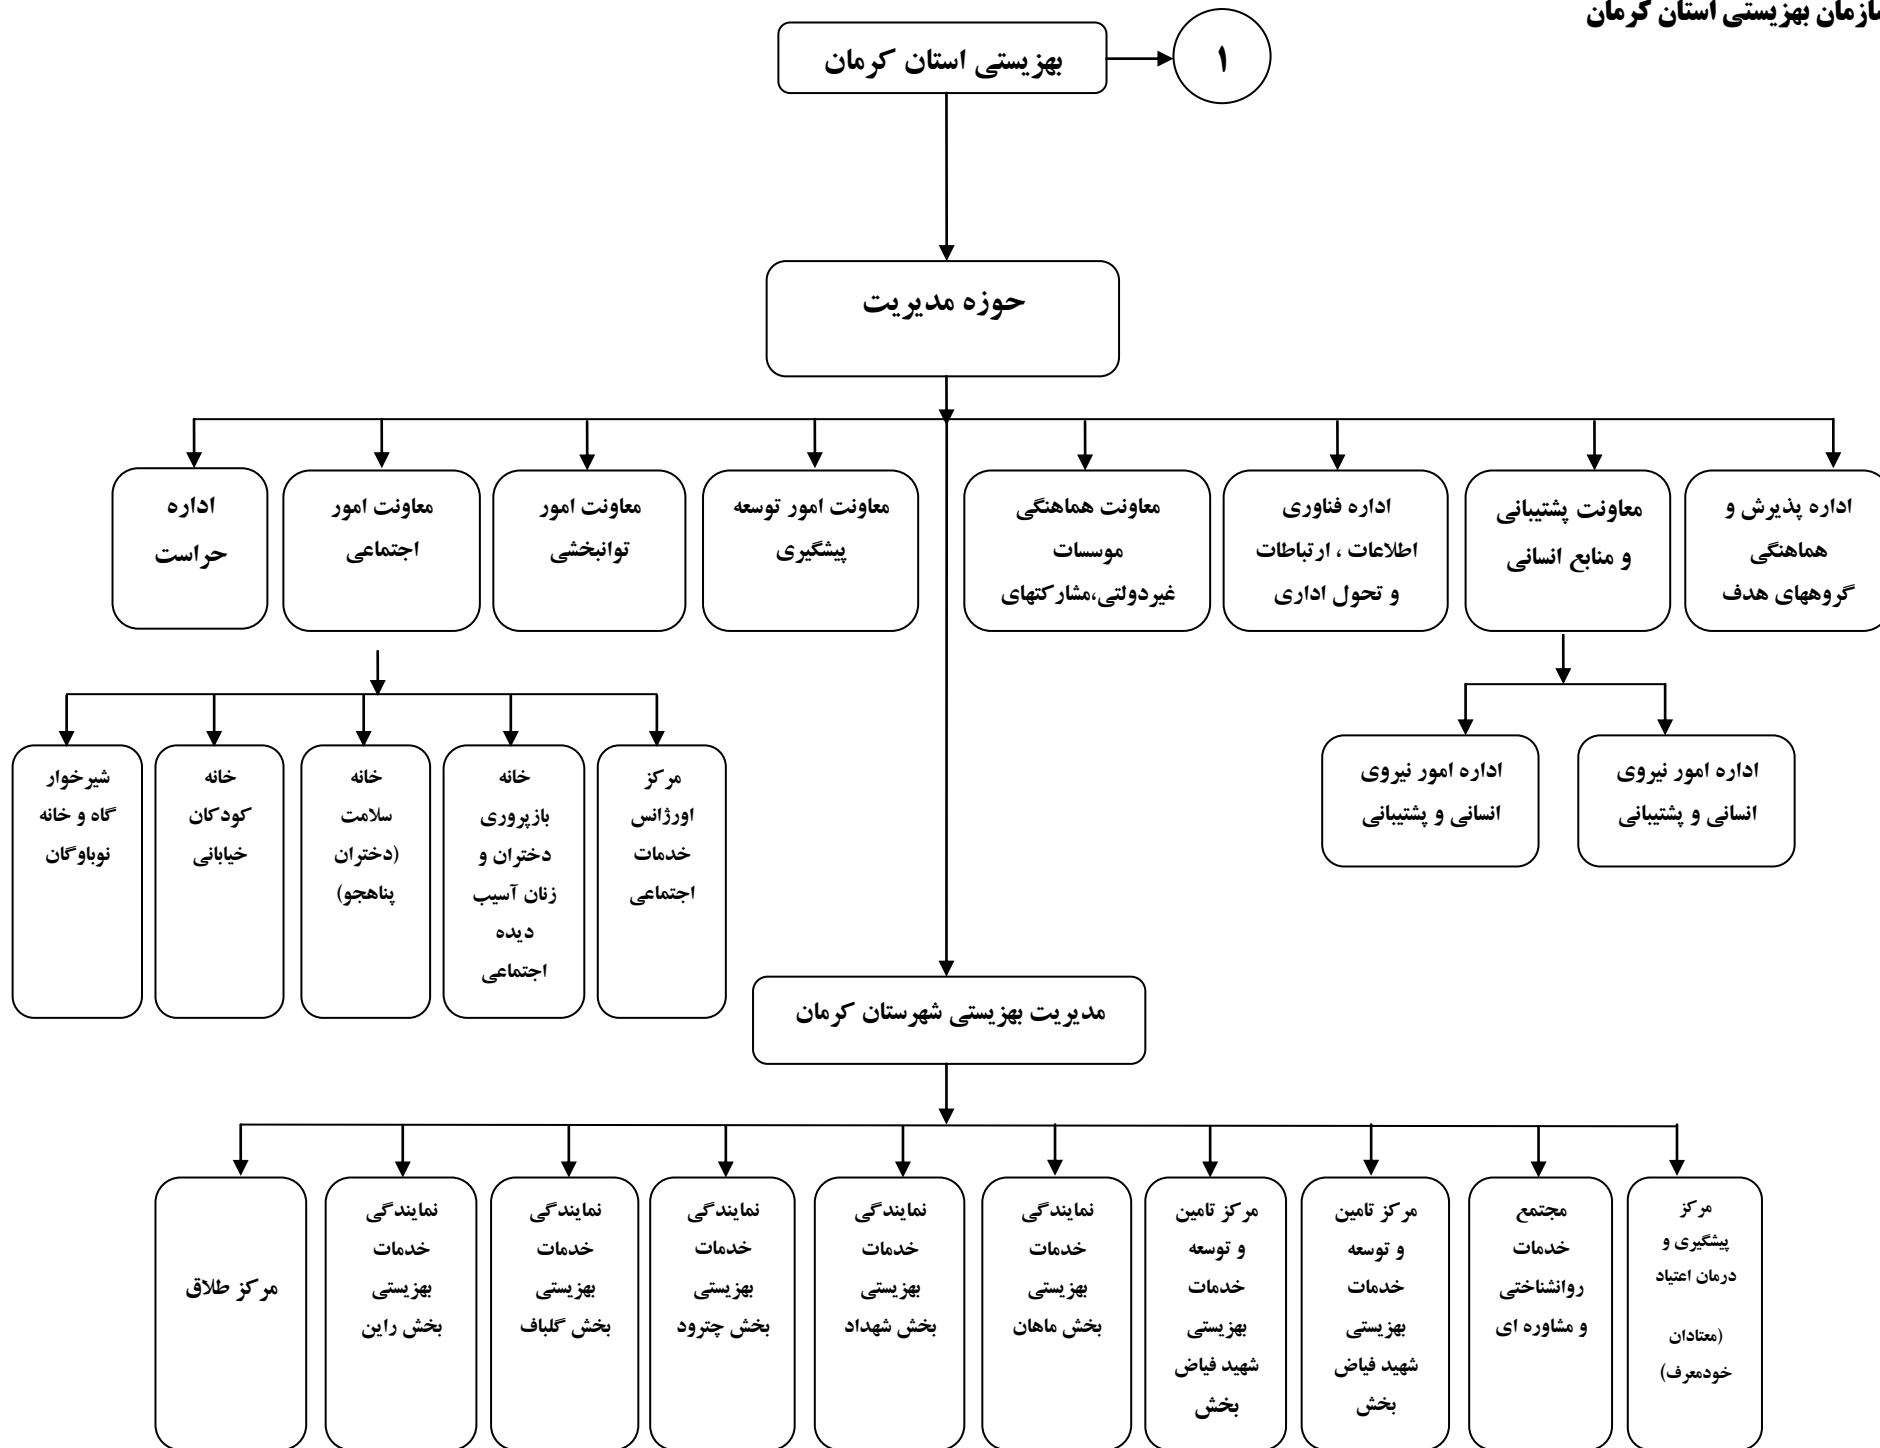 سازمان بهزیستی استان کرمان
بهزیستی استان کرمان
۱
حوزه مدیریت
اداره پذیرش و
هماهنگی
گروههای هدف
معاونت پشتیبانی
و منابع انسانی
اداره فناوری
اطلاعات ، ارتباطات
و تحول اداری
معاونت هماهنگی
موسسات
غیردولتی،مشارکتهای
معاونت امور توسعه
پیشگیری
معاونت امور
توانبخشی
معاونت امور
اجتماعی
اداره
حراست
اداره امور نیروی
انسانی و پشتیبانی
اداره امور نیروی
انسانی و پشتیبانی
مرکز
اورژانس
خدمات
اجتماعی
خانه
بازپروری
دختران و
زنان آسیب
دیده
اجتماعی
خانه
سلامت
(دختران
پناهجو)
خانه
کودکان
خیابانی
شیرخوار
گاه و خانه
نوباوگان
مدیریت بهزیستی شهرستان کرمان
مرکز
پیشگیری و
درمان اعتیاد
(معتادان
خودمعرف)
مجتمع
خدمات
روانشناختی
و مشاوره ای
مرکز تامین
و توسعه
خدمات
بهزیستی
شهید فیاض
بخش
مرکز تامین
و توسعه
خدمات
بهزیستی
شهید فیاض
بخش
نمایندگی
خدمات
بهزیستی
بخش ماهان
نمایندگی
خدمات
بهزیستی
بخش شهداد
نمایندگی
خدمات
بهزیستی
بخش چترود
نمایندگی
خدمات
بهزیستی
بخش گلباف
نمایندگی
خدمات
بهزیستی
بخش راین
مرکز طلاق